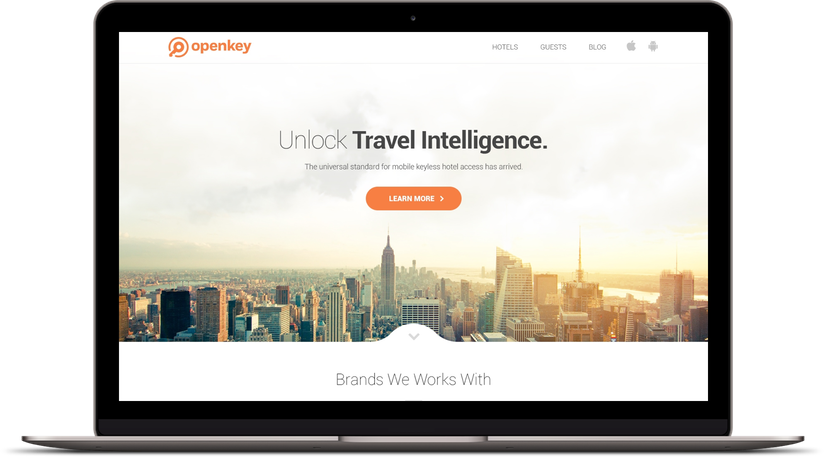 openkey
HOTELS GUESTS BLOG
Unlock Travel Intelligence.
The universal standard for mobile keyless hotel access has arrived.
LEARN MORE
Brands We Works With